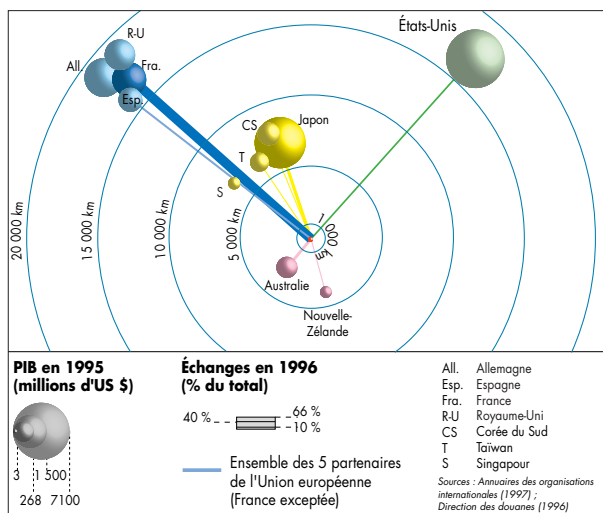 États-Unis
R-U
All.
Fra.
Esp.
CS
Japon
T
S
20 000 km
15 000 km
10 000 km
5 000 km
1 000 km
Australie
Nouvelle-
Zélande
PIB en 1995
(millions d'US $)
3
1 500
268
7100
Échanges en 1996
(% du total)
40 %
66 %
10 %
Ensemble des 5 partenaires
de l'Union européenne
(France exceptée)
All. Allemagne
Esp. Espagne
Fra. France
R-U Royaume-Uni
CS Corée du Sud
T Taïwan
S Singapour
Sources : Annuaires des organisations
internationales (1997) ;
Direction des douanes (1996)